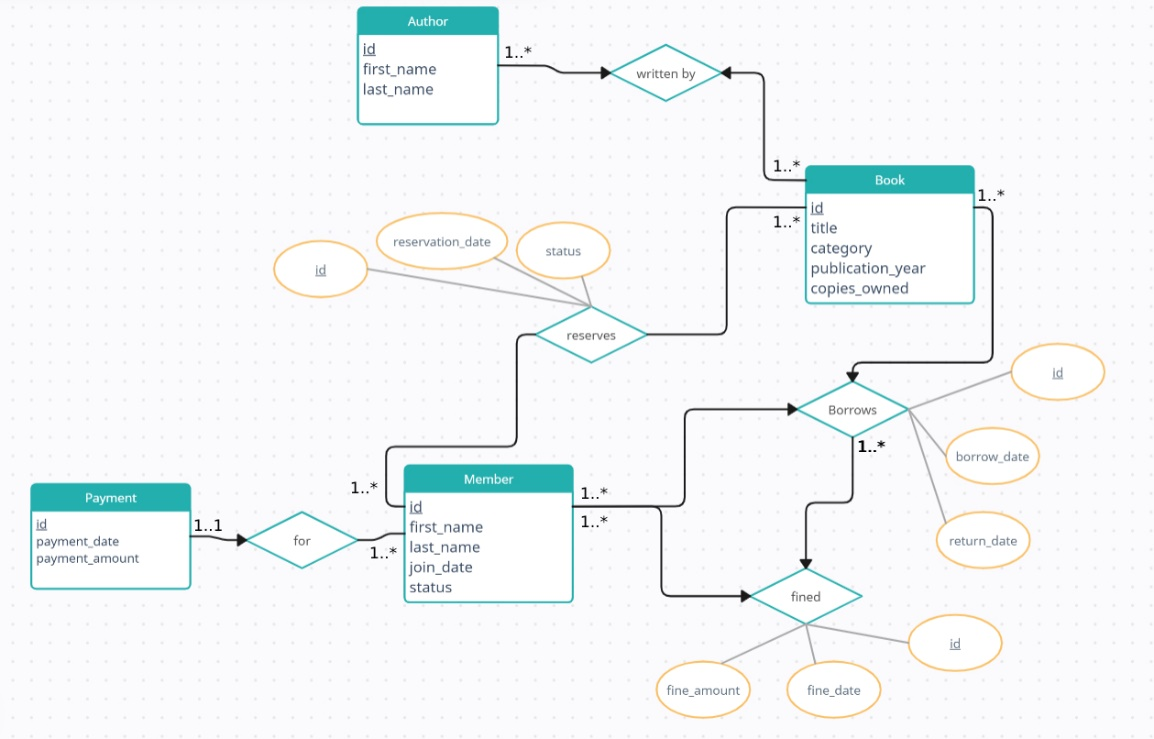 Author
id
first_name
last_name
1..*
written by
1..*
Book
id
title
category
publication_year
copies_owned
1..*
1..*
id
reservation_date
status
reserves
Borrows
id
borrow_date
return_date
1..*
1..*
Member
id
first_name
last_name
join_date
status
1..*
1..*
Payment
id
payment_date
payment_amount
1..1
for
1..*
fined
id
fine_amount
fine_date